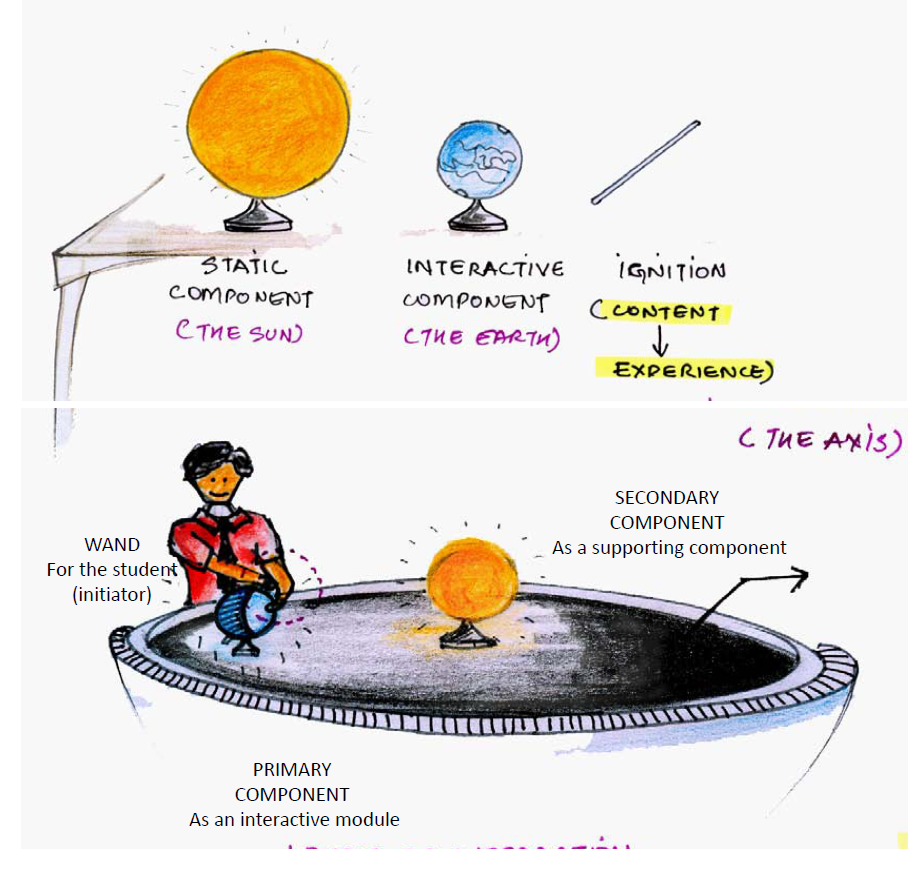 STATIC
COMPONENT
(THE SUN)
INTERACTIVE
COMPONENT
(THE EARTH)
IGNITION
(CONTENT
EXPERIENCE)
(THE AXIS)
SECONDARY
COMPONENT
As a supporting component
WAND
For the student
(initiator)
PRIMARY
COMPONENT
As an interactive module